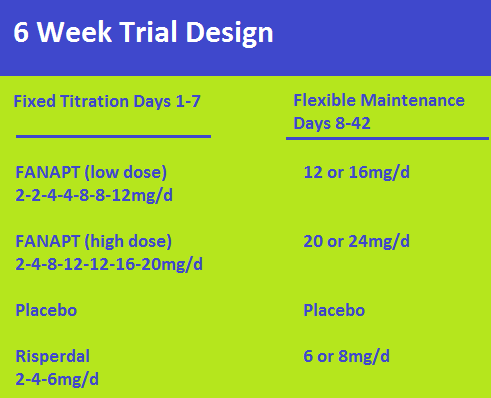 6 Week Trial Design
Fixed Titration Days 1-7
Flexible Maintenance
Days 8-42
FANAPT (low dose)
2-2-4-4-8-8-12mg/d
12 or 16mg/d
FANAPT (high dose)
2-4-8-12-12-16-20mg/d
20 or 24mg/d
Placebo
Placebo
Risperdal
2-4-6mg/d
6 or 8mg/d